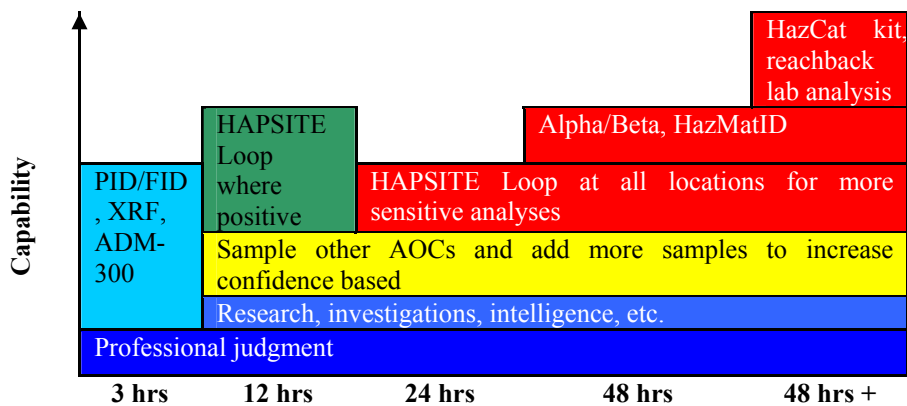 HazCat kit,
reachback
lab analysis
HAPSITE
Loop
where
positive
Alpha/Beta, HazMatID
Capability
PID/FID
, XRF,
ADM-
300
HAPSITE Loop at all locations for more
sensitive analyses
Sample other AOCs and add more samples to increase
confidence based
Research, investigations, intelligence, etc.
Professional judgment
3 hrs 12 hrs 24 hrs 48 hrs 48 hrs +